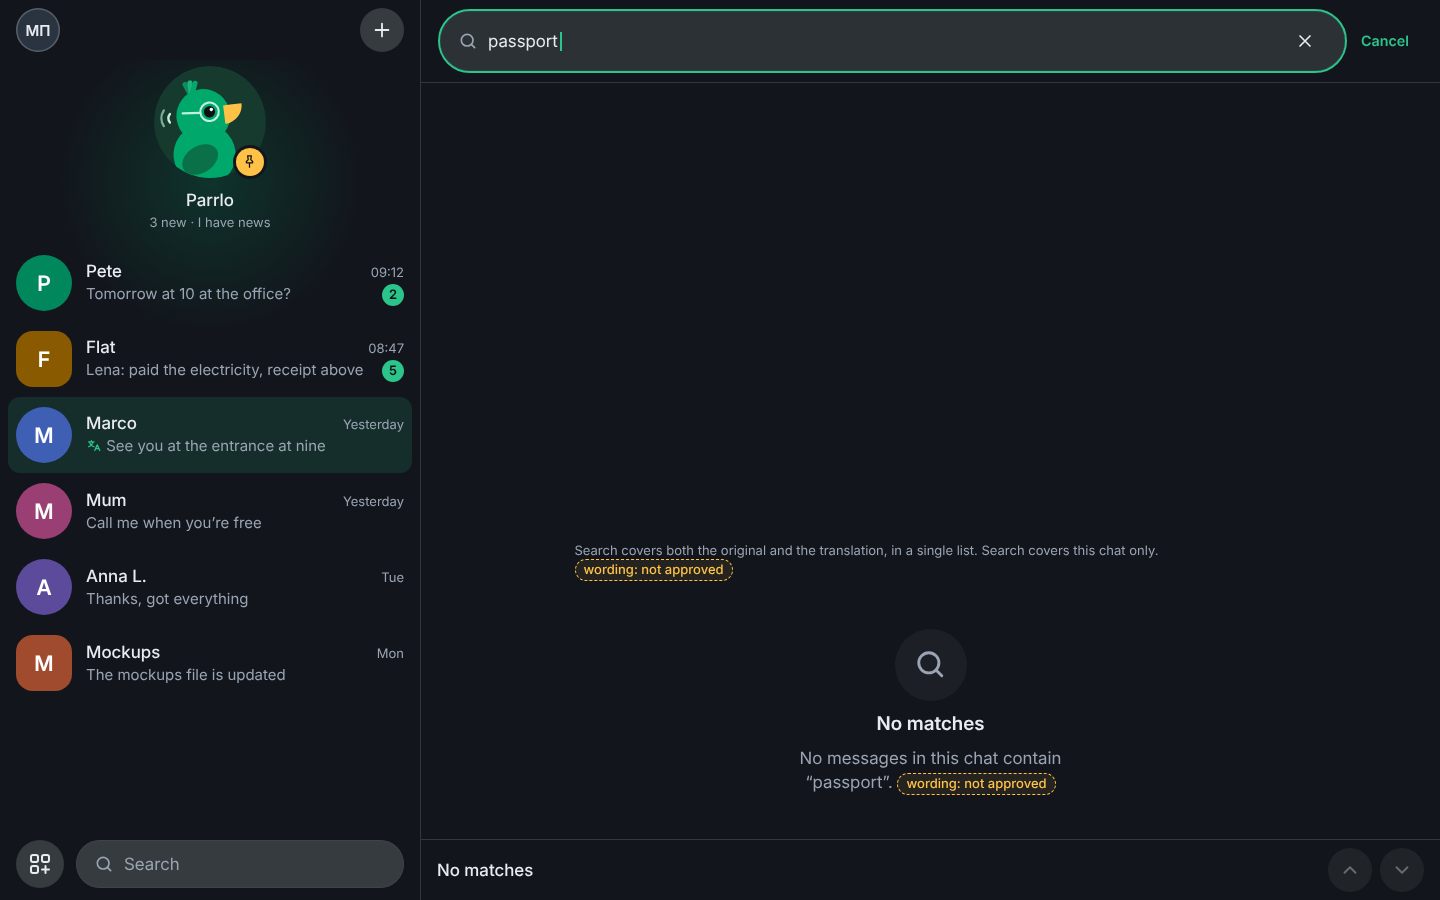 МП
Parrlo
3 new · I have news
P
Pete
09:12
Tomorrow at 10 at the office?
2
F
Flat
08:47
Lena: paid the electricity, receipt above
5
M
Marco
Yesterday
See you at the entrance at nine
M
Mum
Yesterday
Call me when you’re free
A
Anna L.
Tue
Thanks, got everything
M
Mockups
Mon
The mockups file is updated
Search
passport
Cancel
Search covers both the original and the translation, in a single list. Search covers this chat only.
wording: not approved
No matches
No messages in this chat contain
“passport”. wording: not approved
No matches